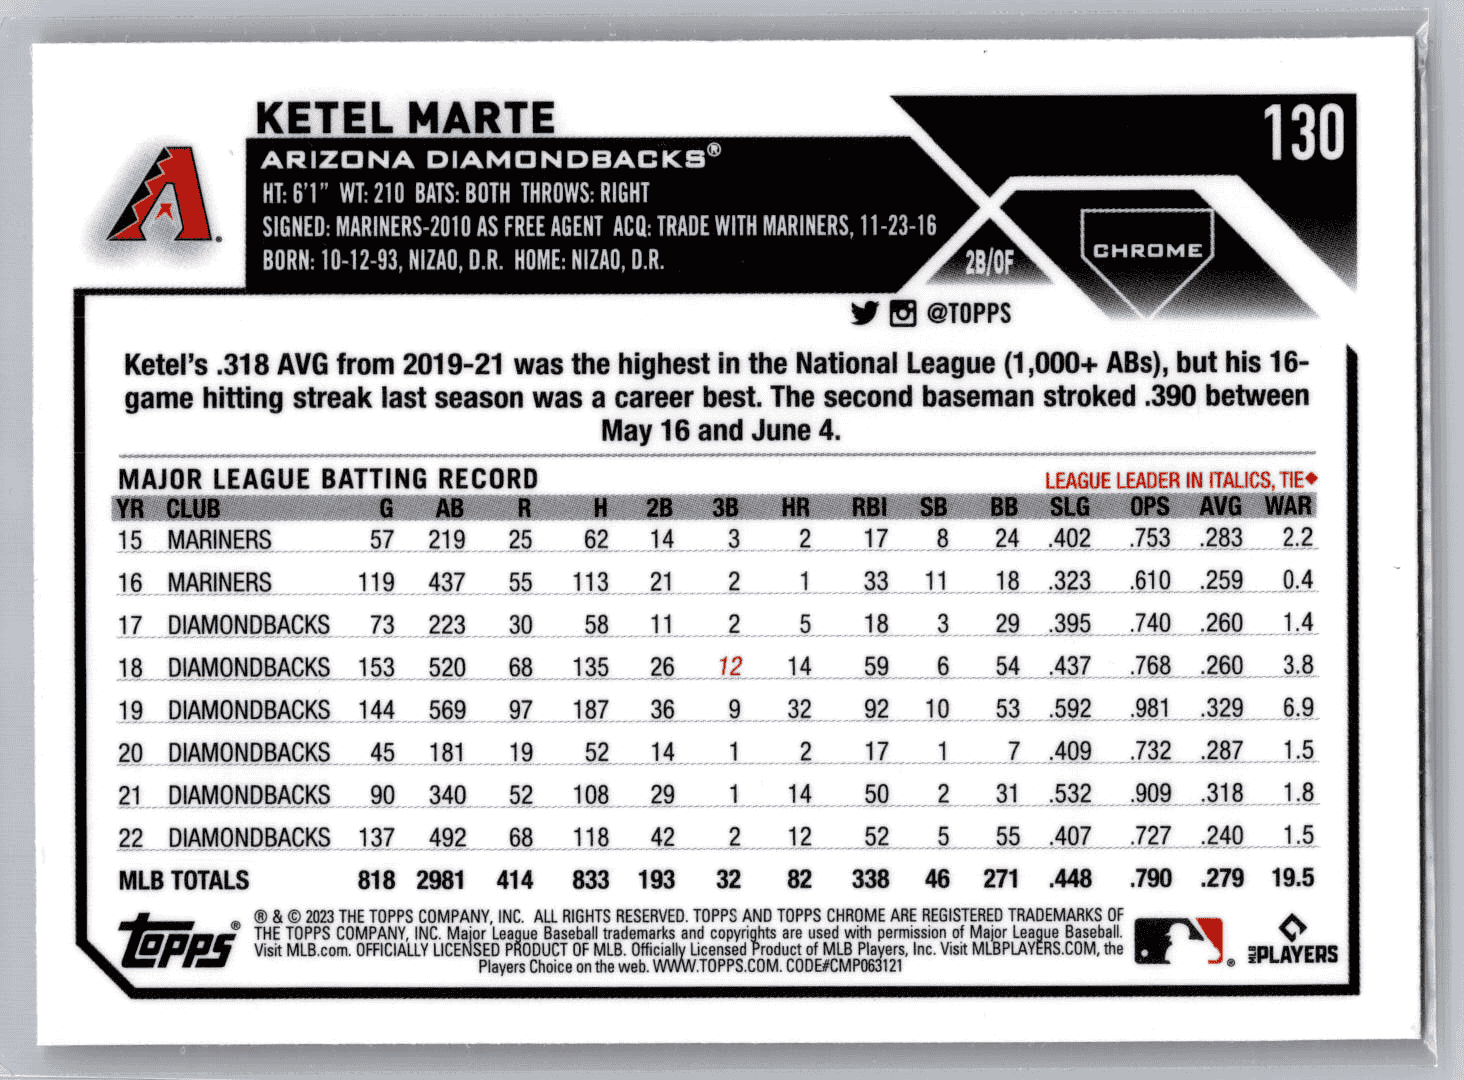 KETEL MARTE
130
ARIZONA DIAMONDBACKS®
HT: 6'1" WT: 210 BATS: BOTH THROWS: RIGHT
SIGNED: MARINERS-2010 AS FREE AGENT ACQ: TRADE WITH MARINERS, 11-23-16
BORN: 10-12-93, NIZAO, D.R. HOME: NIZAO, D.R.
2B/OF
CHROME
@TOPPS
Ketel's .318 AVG from 2019-21 was the highest in the National League (1,000+ ABs), but his 16-
game hitting streak last season was a career best. The second baseman stroked .390 between
May 16 and June 4.
MAJOR LEAGUE BATTING RECORD
LEAGUE LEADER IN ITALICS, TIE◆
YR CLUB G AB R H 2B 3B HR RBI SB BB SLG OPS AVG WAR
15 MARINERS 57 219 25 62 14 3 2 17 8 24 .402 .753 .283 2.2
16 MARINERS 119 437 55 113 21 2 1 33 11 18 .323 .610 .259 0.4
17 DIAMONDBACKS 73 223 30 58 11 2 5 18 3 29 .395 .740 .260 1.4
18 DIAMONDBACKS 153 520 68 135 26 12 14 59 6 54 .437 .768 .260 3.8
19 DIAMONDBACKS 144 569 97 187 36 9 32 92 10 53 .592 .981 .329 6.9
20 DIAMONDBACKS 45 181 19 52 14 1 2 17 1 7 .409 .732 .287 1.5
21 DIAMONDBACKS 90 340 52 108 29 1 14 50 2 31 .532 .909 .318 1.8
22 DIAMONDBACKS 137 492 68 118 42 2 12 52 5 55 .407 .727 .240 1.5
MLB TOTALS 818 2981 414 833 193 32 82 338 46 271 .448 .790 .279 19.5
Topps®
® & © 2023 THE TOPPS COMPANY, INC. ALL RIGHTS RESERVED. TOPPS AND TOPPS CHROME ARE REGISTERED TRADEMARKS OF
THE TOPPS COMPANY, INC. Major League Baseball trademarks and copyrights are used with permission of Major League Baseball.
Visit MLB.com. OFFICIALLY LICENSED PRODUCT OF MLB. Officially Licensed Product of MLB Players, Inc. Visit MLBPLAYERS.COM, the
Players Choice on the web. WWW.TOPPS.COM. CODE#CMP063121
MLB PLAYERS